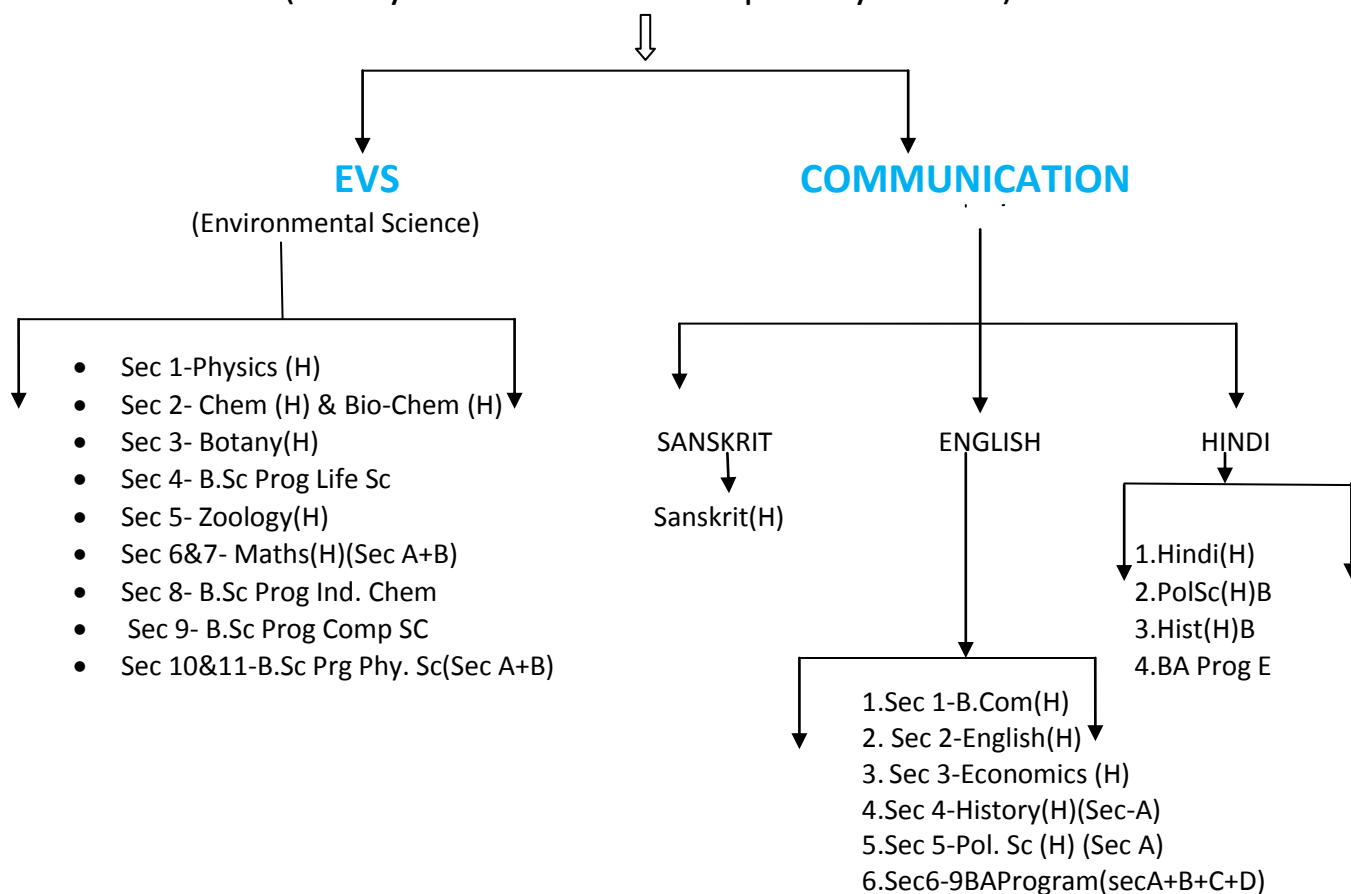 EVS
(Environmental Science)
• Sec 1-Physics (H)
• Sec 2- Chem (H) & Bio-Chem (H)
• Sec 3- Botany(H)
• Sec 4- B.Sc Prog Life Sc
• Sec 5- Zoology(H)
• Sec 6&7- Maths(H)(Sec A+B)
• Sec 8- B.Sc Prog Ind. Chem
• Sec 9- B.Sc Prog Comp SC
• Sec 10&11-B.Sc Prg Phy. Sc(Sec A+B)
COMMUNICATION
SANSKRIT
Sanskrit(H)
ENGLISH
1.Sec 1-B.Com(H)
2. Sec 2-English(H)
3. Sec 3-Economics (H)
4.Sec 4-History(H)(Sec-A)
5.Sec 5-Pol. Sc (H) (Sec A)
6.Sec6-9BAProgram(secA+B+C+D)
HINDI
1.Hindi(H)
2.PolSc(H)B
3.Hist(H)B
4.BA Prog E